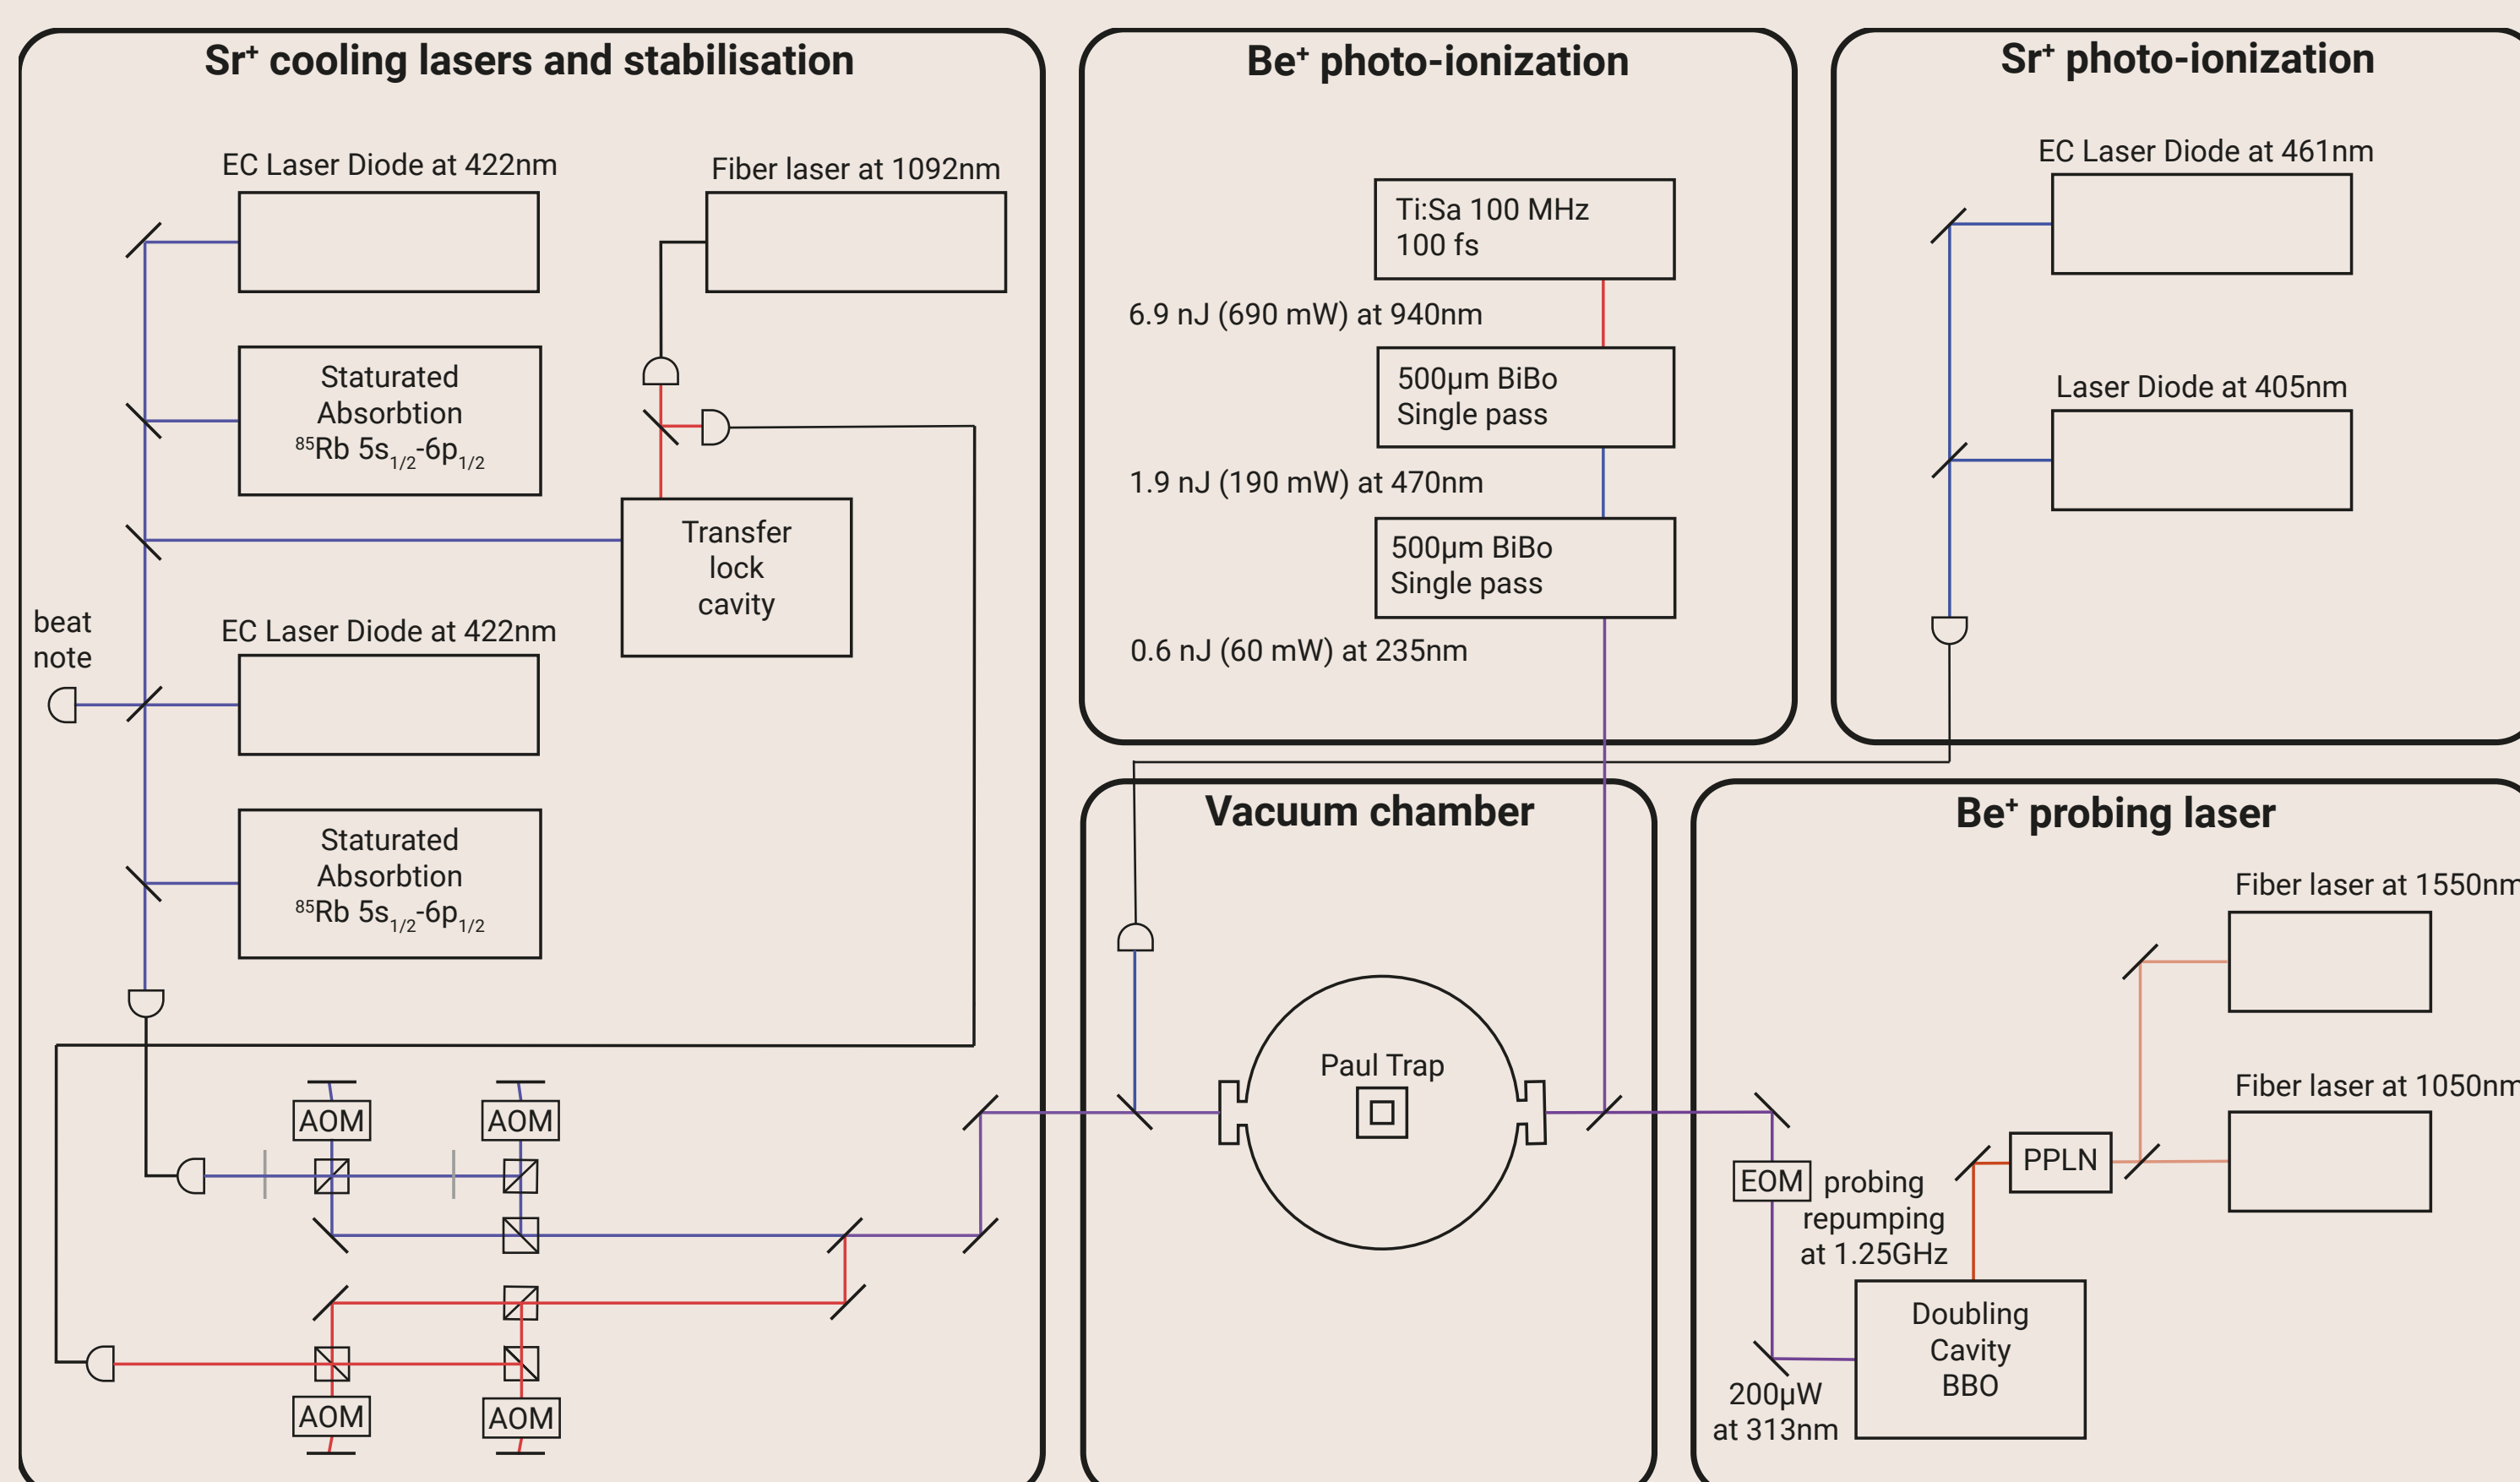 Sr⁺ cooling lasers and stabilisation
EC Laser Diode at 422nm
Fiber laser at 1092nm
Staturated
Absorbtion
⁸⁵Rb 5s₁/₂-6p₁/₂
Transfer
lock
cavity
beat
note
EC Laser Diode at 422nm
Staturated
Absorbtion
⁸⁵Rb 5s₁/₂-6p₁/₂
AOM
AOM
AOM
AOM
Be⁺ photo-ionization
Ti:Sa 100 MHz
100 fs
6.9 nJ (690 mW) at 940nm
500µm BiBo
Single pass
1.9 nJ (190 mW) at 470nm
500µm BiBo
Single pass
0.6 nJ (60 mW) at 235nm
Sr⁺ photo-ionization
EC Laser Diode at 461nm
Laser Diode at 405nm
Vacuum chamber
Paul Trap
Be⁺ probing laser
Fiber laser at 1550nm
Fiber laser at 1050nm
PPLN
EOM
probing
repumping
at 1.25GHz
Doubling
Cavity
BBO
200µW
at 313nm